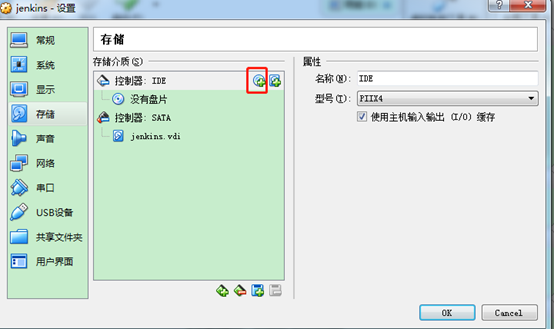 jenkins - 设置
常规
系统
显示
存储
声音
网络
串口
USB设备
共享文件夹
用户界面
存储
存储介质(S)
控制器: IDE
没有盘片
控制器: SATA
jenkins.vdi
属性
名称(N): IDE
型号(T): PIIX4
使用主机输入输出 (I/O) 缓存
OK
Cancel